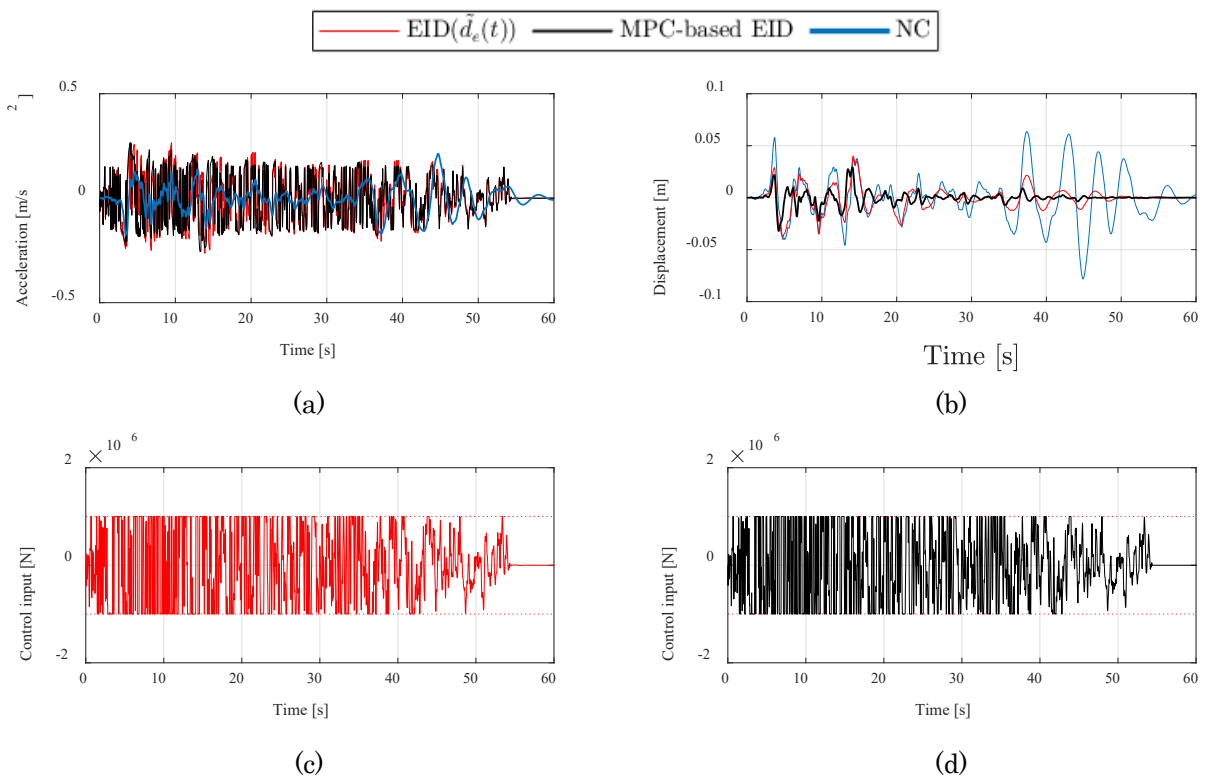 EID(d̃ₑ(t)) MPC-based EID NC
Acceleration [m/s 2 ]
0.5
0
-0.5
0 10 20 30 40 50 60
Time [s]
(a)
Displacement [m]
0.1
0.05
0
-0.05
-0.1
0 10 20 30 40 50 60
Time [s]
(b)
× 10 6
Control input [N]
2
0
-2
0 10 20 30 40 50 60
Time [s]
(c)
× 10 6
Control input [N]
2
0
-2
0 10 20 30 40 50 60
Time [s]
(d)